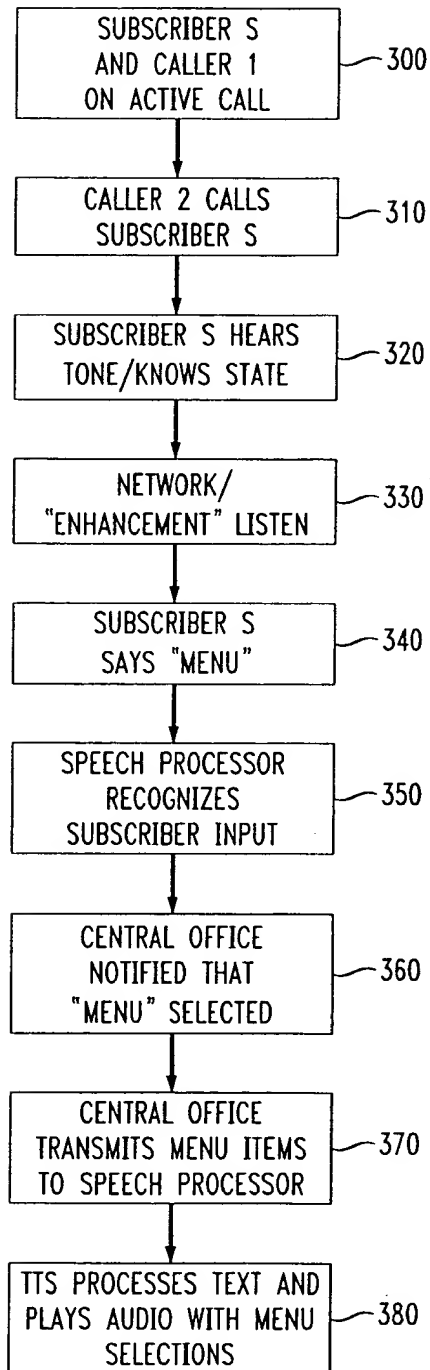 SUBSCRIBER S
AND CALLER 1
ON ACTIVE CALL
300
CALLER 2 CALLS
SUBSCRIBER S
310
SUBSCRIBER S HEARS
TONE/KNOWS STATE
320
NETWORK/
"ENHANCEMENT" LISTEN
330
SUBSCRIBER S
SAYS "MENU"
340
SPEECH PROCESSOR
RECOGNIZES
SUBSCRIBER INPUT
350
CENTRAL OFFICE
NOTIFIED THAT
"MENU" SELECTED
360
CENTRAL OFFICE
TRANSMITS MENU ITEMS
TO SPEECH PROCESSOR
370
TTS PROCESSES TEXT AND
PLAYS AUDIO WITH MENU
SELECTIONS
380